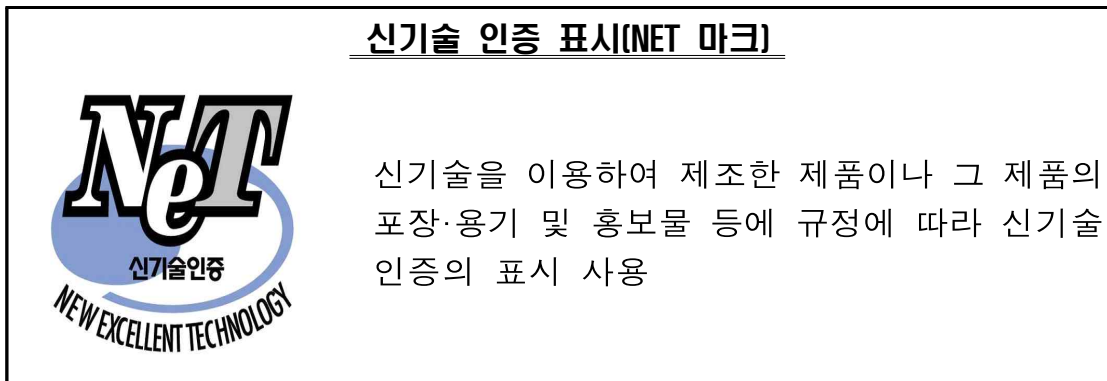 신기술 인증 표시(NET 마크)
NeT
신기술인증
NEW EXCELLENT TECHNOLOGY
신기술을 이용하여 제조한 제품이나 그 제품의
포장·용기 및 홍보물 등에 규정에 따라 신기술
인증의 표시 사용